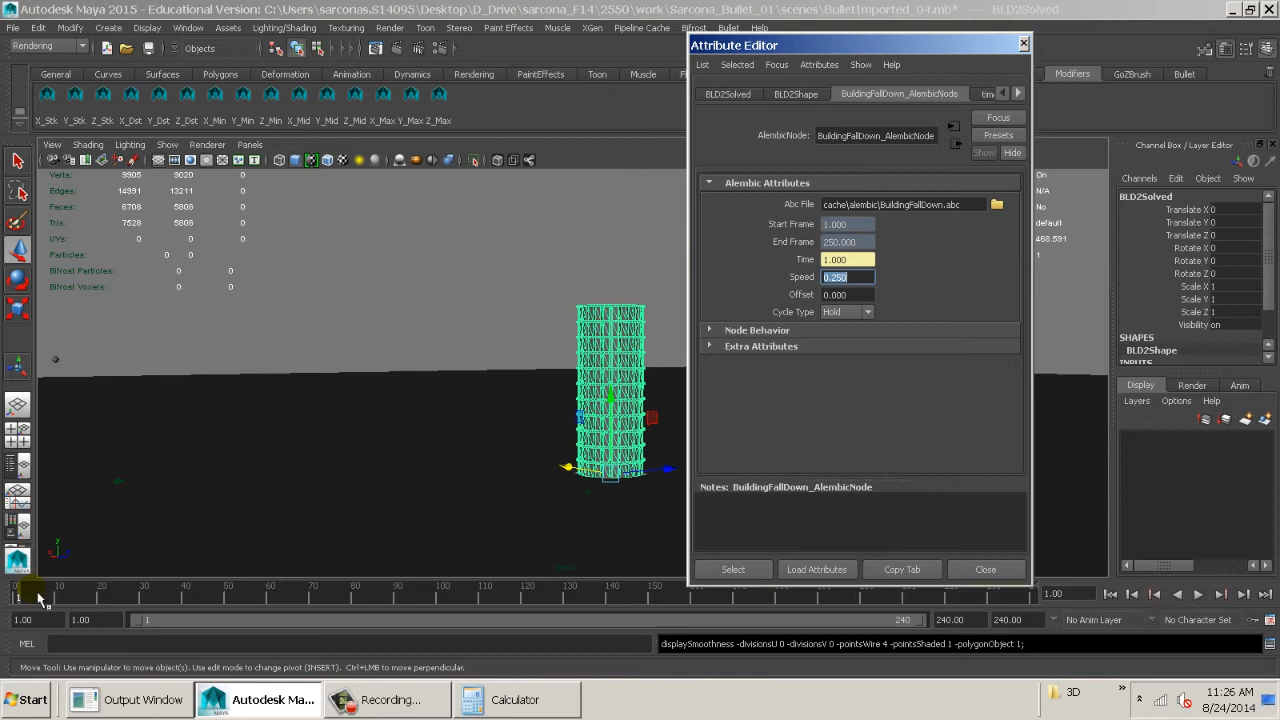 Autodesk Maya 2015 - Educational Version: C:\Users\sarconas.S14095\Desktop\D_Drive\sarcona_F14\2550\work\Sarcona_Bullet_01\scenes\BulletImported_04.mb* --- BLD2Solved
File Edit Modify Create Display Window Assets Lighting/Shading Texturing Render Toon Stereo Paint Effects Muscle XGen Pipeline Cache Bifrost Bullet Help
Rendering
Objects
General Curves Surfaces Polygons Deformation Animation Dynamics Rendering PaintEffects Toon Muscle
Modifiers GoZBrush Bullet
X_Stk Y_Stk Z_Stk X_Dst Y_Dst Z_Dst X_Min Y_Min Z_Min X_Mid Y_Mid Z_Mid X_Max Y_Max Z_Max
View Shading Lighting Show Renderer Panels
Verts: 9905 9020 0
Edges: 14991 13211 0
Faces: 6708 5808 0
Tris: 7528 5808 0
UVs: 0 0 0
Particles: 0 0
Bifrost Particles: 0 0
Bifrost Voxels: 0 0
On
N/A
No
default
468.591
1
Attribute Editor
List Selected Focus Attributes Show Help
BLD2Solved BLD2Shape BuildingFallDown_AlembicNode
AlembicNode: BuildingFallDown_AlembicNode
Focus
Presets
Show Hide
Alembic Attributes
Abc File cache\alembic\BuildingFallDown.abc
Start Frame 1.000
End Frame 250.000
Time 1.000
Speed 0.250
Offset 0.000
Cycle Type Hold
Node Behavior
Extra Attributes
Notes: BuildingFallDown_AlembicNode
Select Load Attributes Copy Tab Close
Channel Box / Layer Editor
Channels Edit Object Show
BLD2Solved
Translate X 0
Translate Y 0
Translate Z 0
Rotate X 0
Rotate Y 0
Rotate Z 0
Scale X 1
Scale Y 1
Scale Z 1
Visibility on
SHAPES
BLD2Shape
INPUTS
Display Render Anim
Layers Options Help
y
x
10 20 30 40 50 60 70 80 90 100 110 120 130 140 150
1.00
1.00 1.00 1 240 240.00 240.00 No Anim Layer No Character Set
MEL
displaySmoothness -divisionsU 0 -divisionsV 0 -pointsWire 4 -pointsShaded 1 -polygonObject 1;
Move Tool: Use manipulator to move object(s). Use edit mode to change pivot (INSERT). Ctrl+LMB to move perpendicular.
Start Output Window Autodesk Ma... Recording... Calculator
3D
11:26 AM
8/24/2014